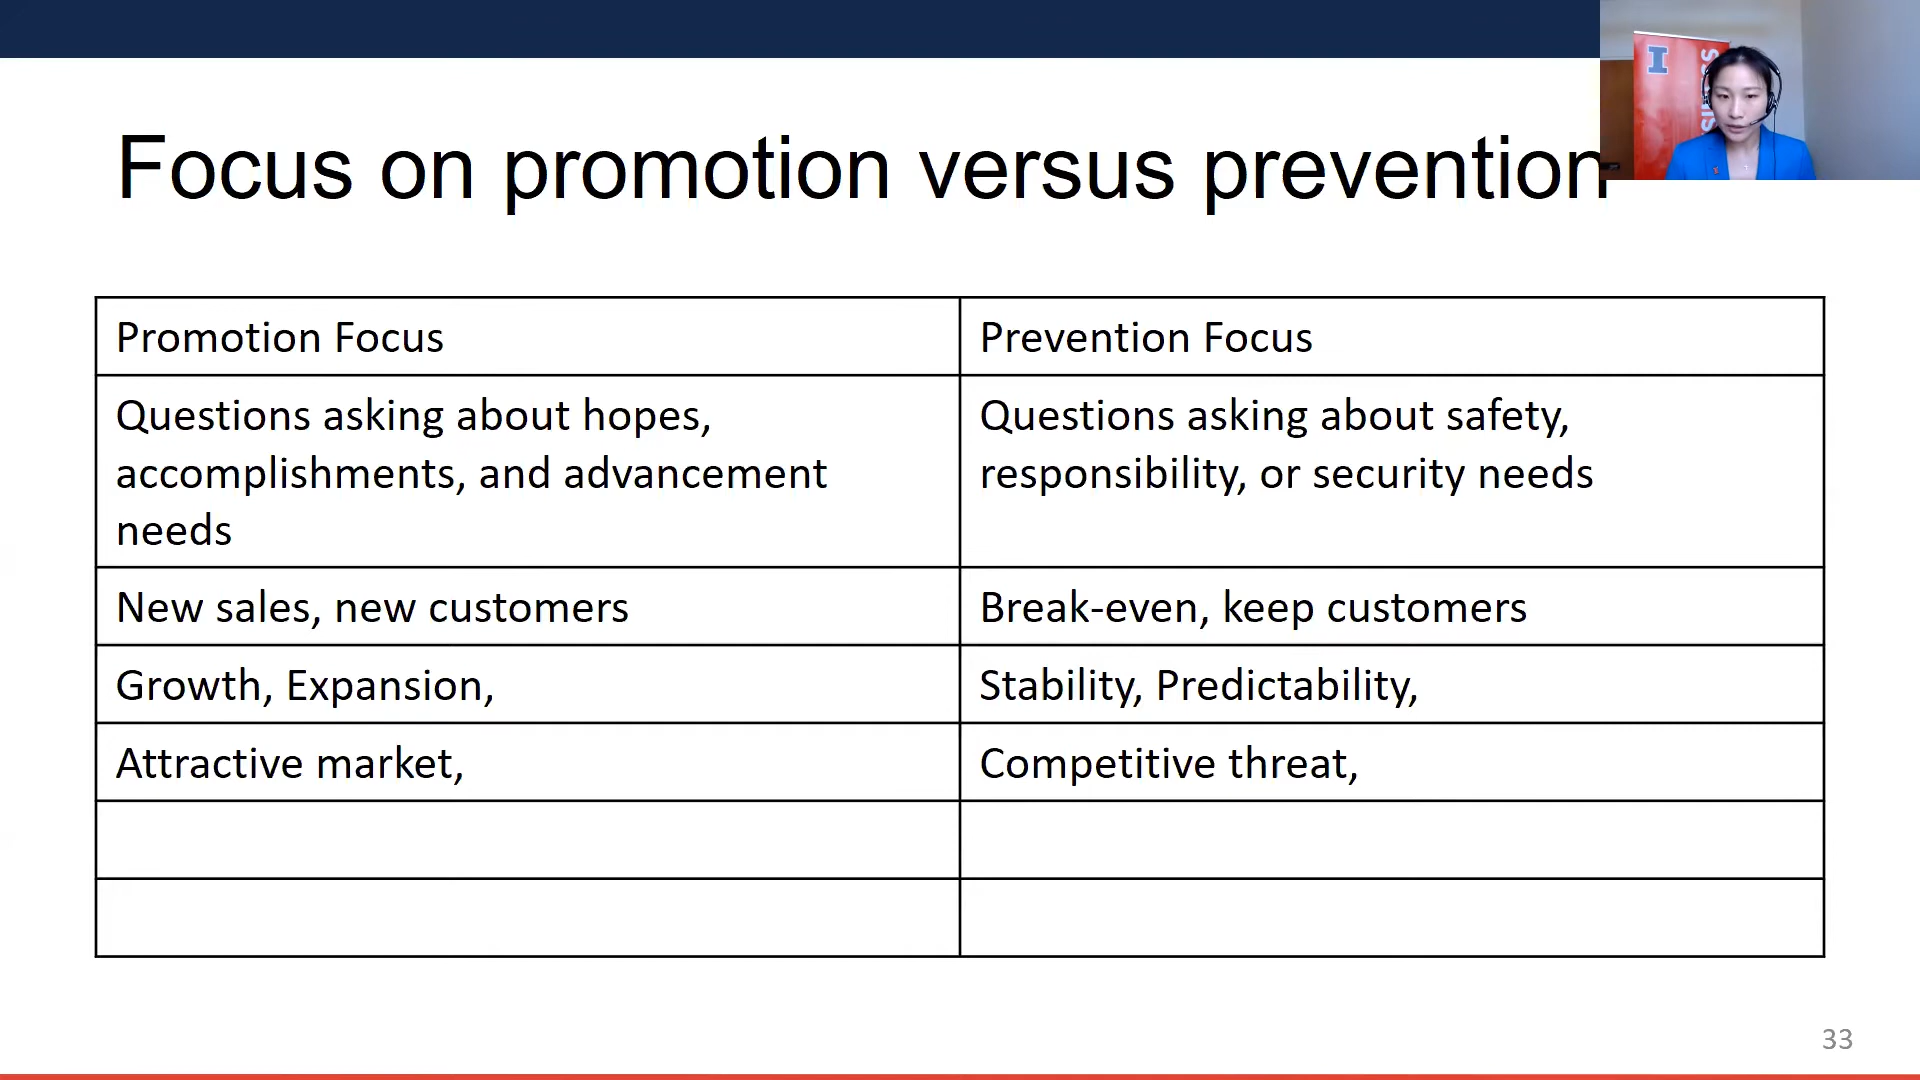 Focus on promotion versus prevention
Promotion Focus
Prevention Focus
Questions asking about hopes,
accomplishments, and advancement
needs
Questions asking about safety,
responsibility, or security needs
New sales, new customers
Break-even, keep customers
Growth, Expansion,
Stability, Predictability,
Attractive market,
Competitive threat,
33
I